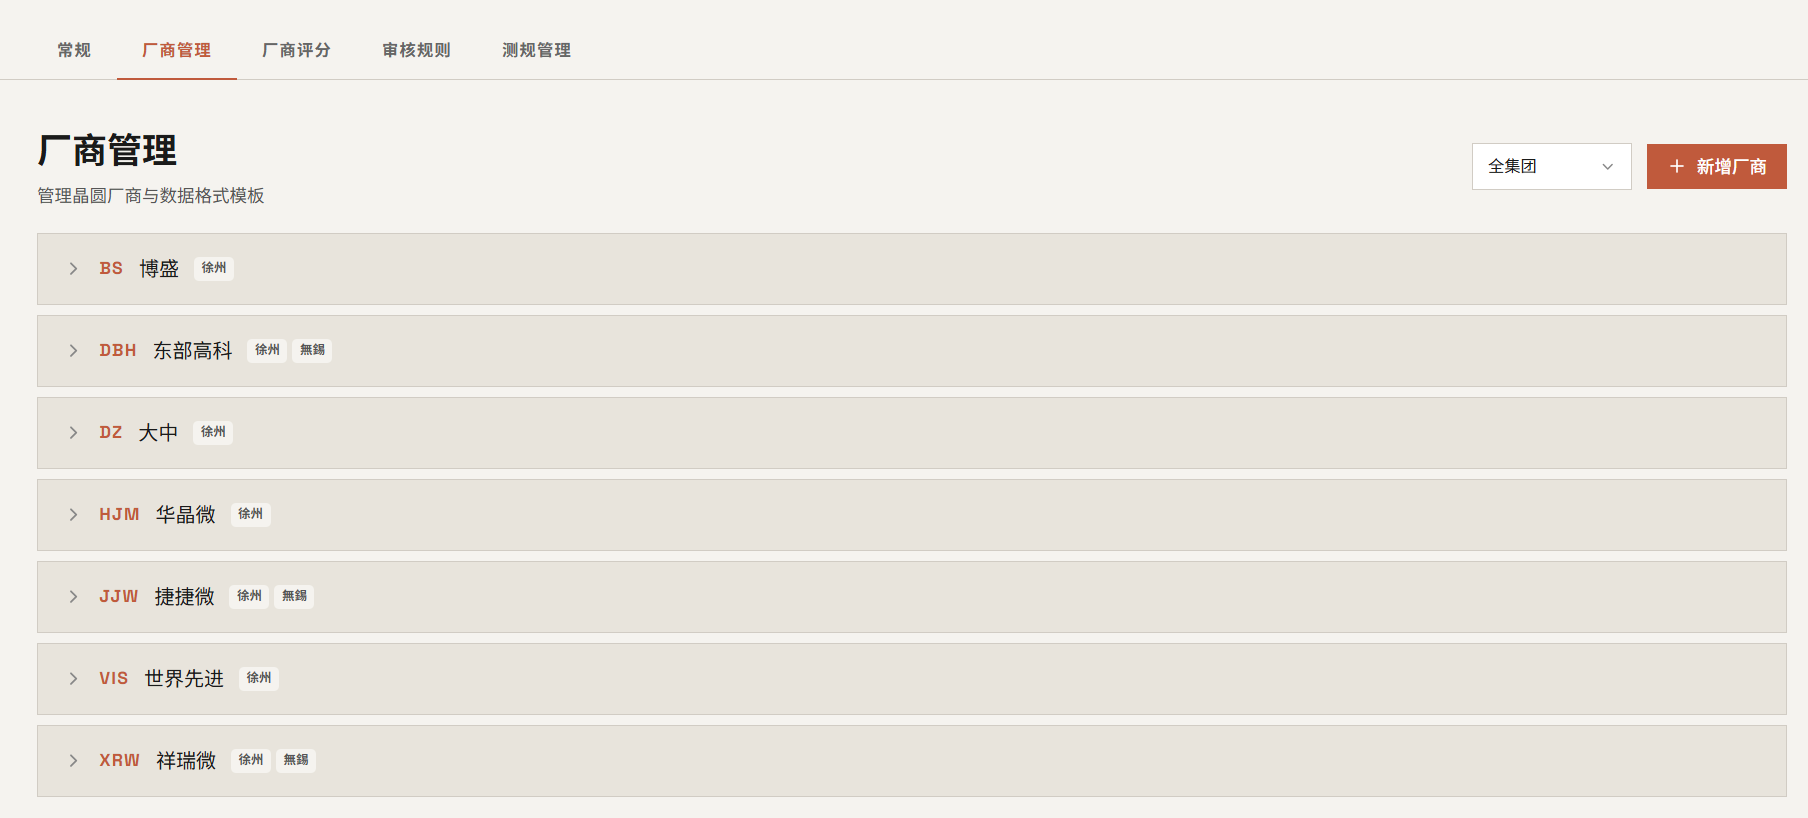 常规 厂商管理 厂商评分 审核规则 测规管理
厂商管理
管理晶圆厂商与数据格式模板
全集团
新增厂商
BS 博盛 徐州
DBH 东部高科 徐州 無錫
DZ 大中 徐州
HJM 华晶微 徐州
JJW 捷捷微 徐州 無錫
VIS 世界先进 徐州
XRW 祥瑞微 徐州 無錫